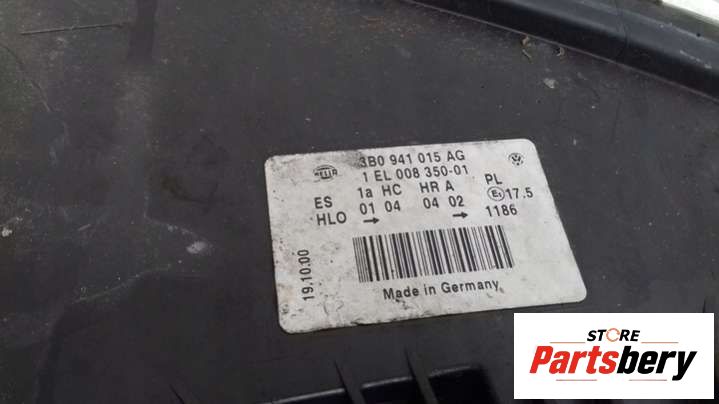 HELLA
3B0 941 015 AG
1 EL 008 350-01
ES 1a HC HR A PL
HLO 01 04 → 04 02 → E1 17.5
1186
19.10.00
Made in Germany
STORE
Partsbery